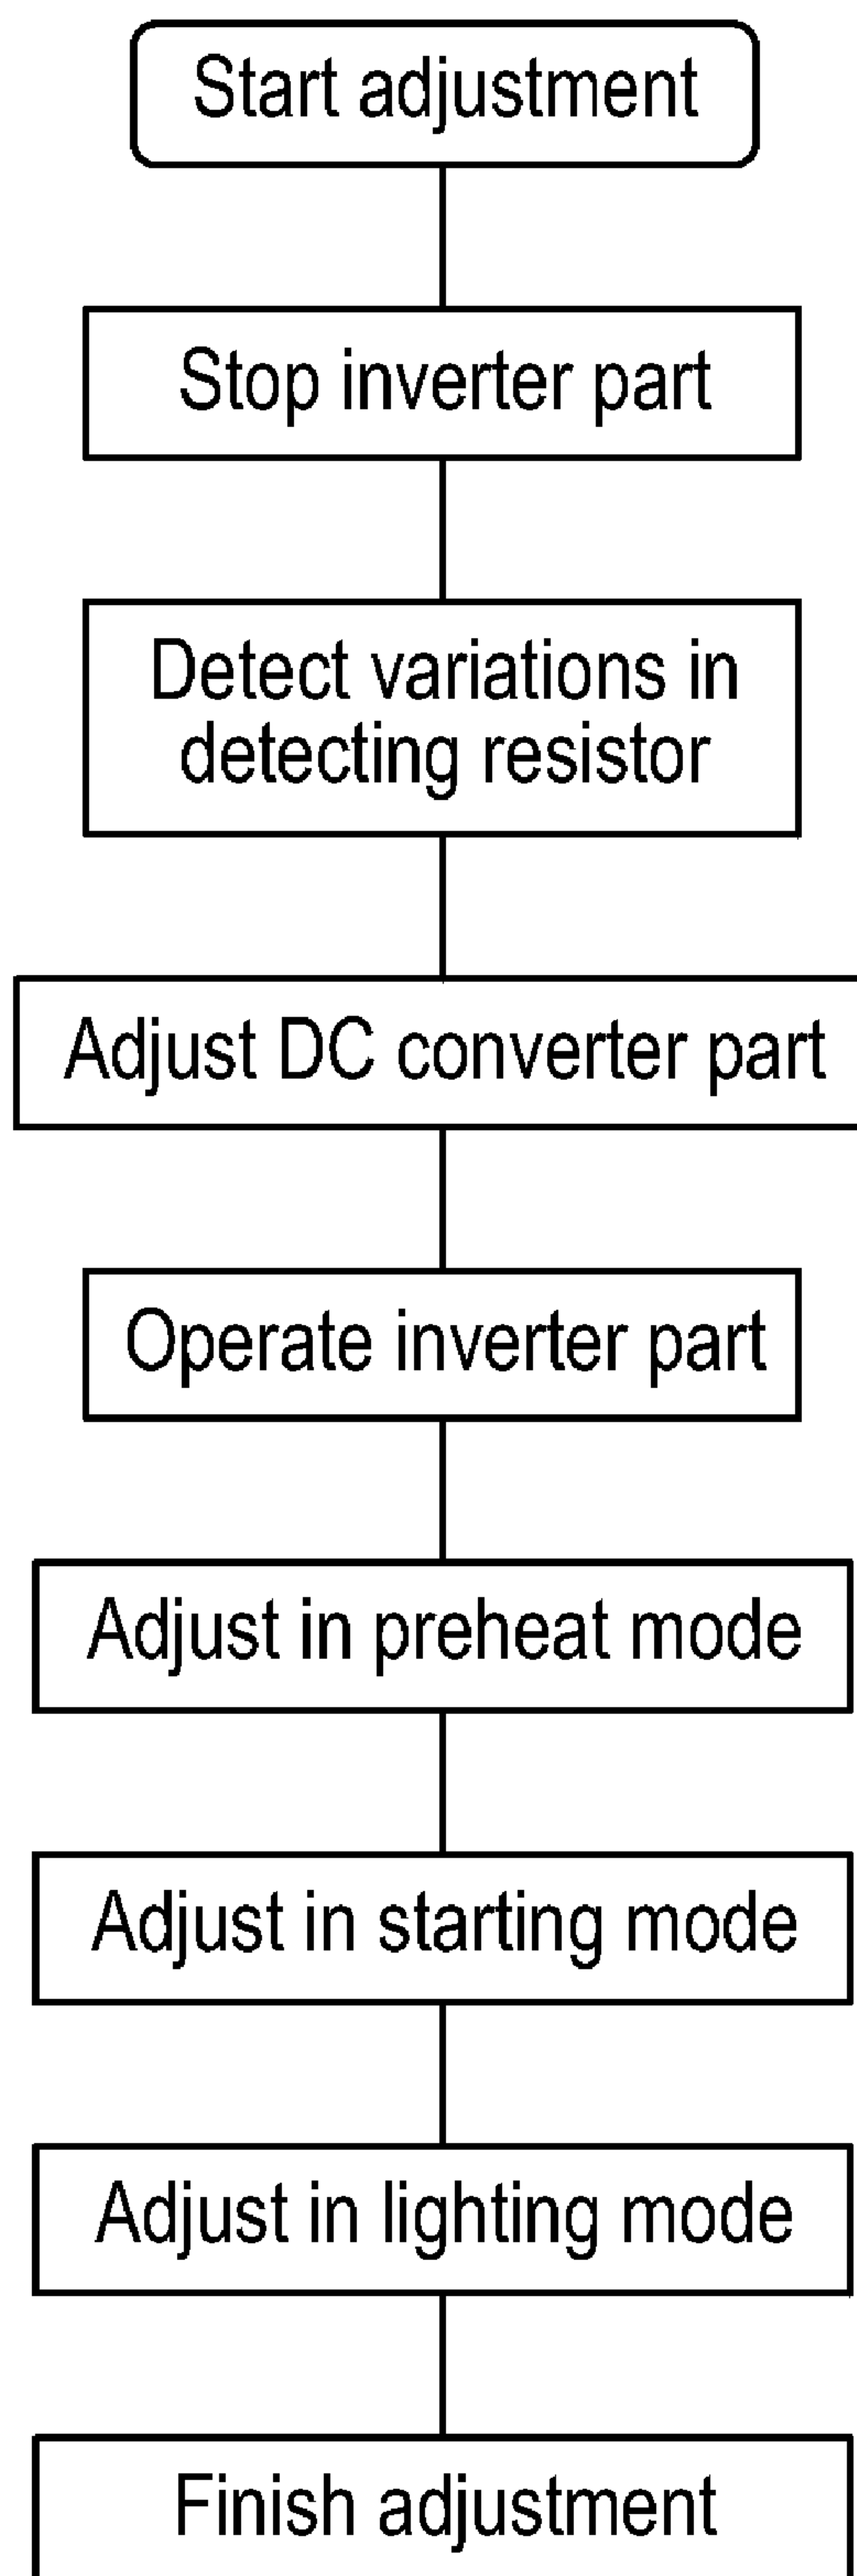 Start adjustment
Stop inverter part
Detect variations in
detecting resistor
Adjust DC converter part
Operate inverter part
Adjust in preheat mode
Adjust in starting mode
Adjust in lighting mode
Finish adjustment